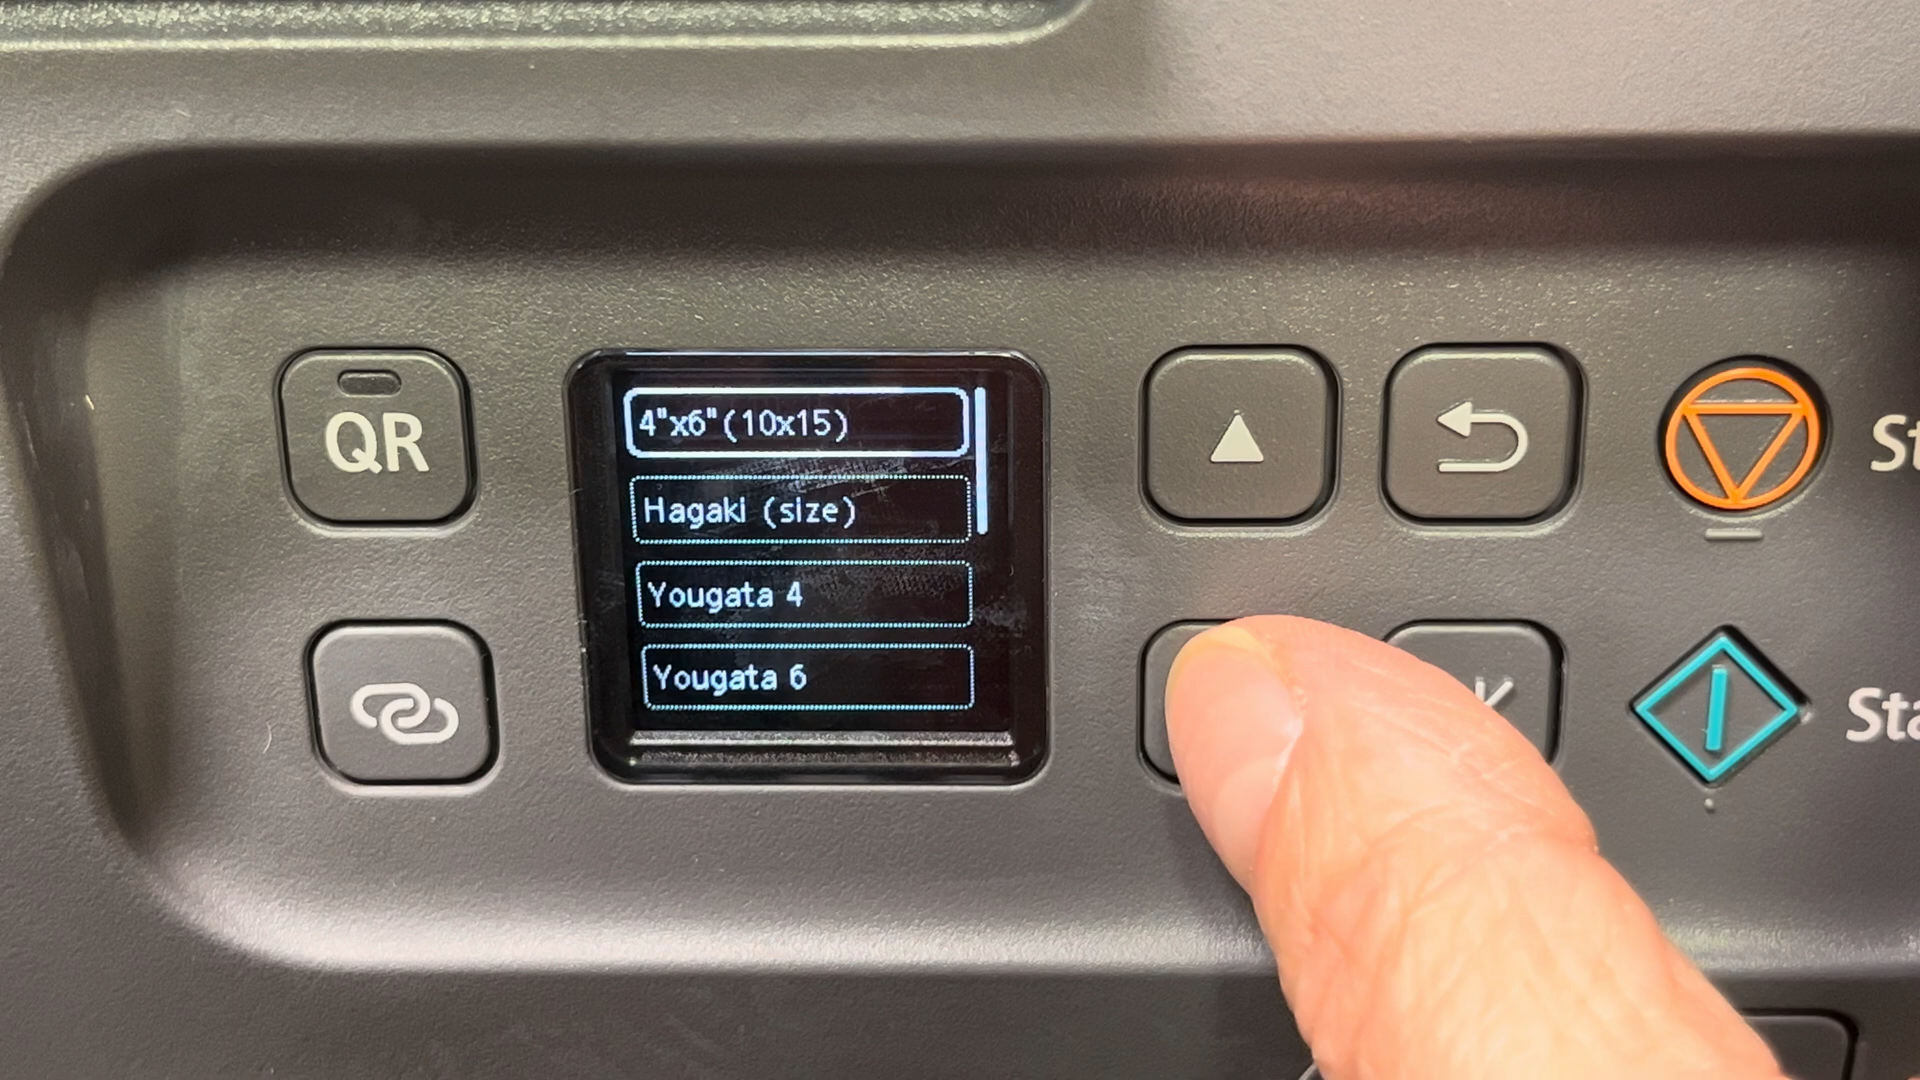 QR
4"x6"(10x15)
Hagaki (size)
Yougata 4
Yougata 6
St
Sta